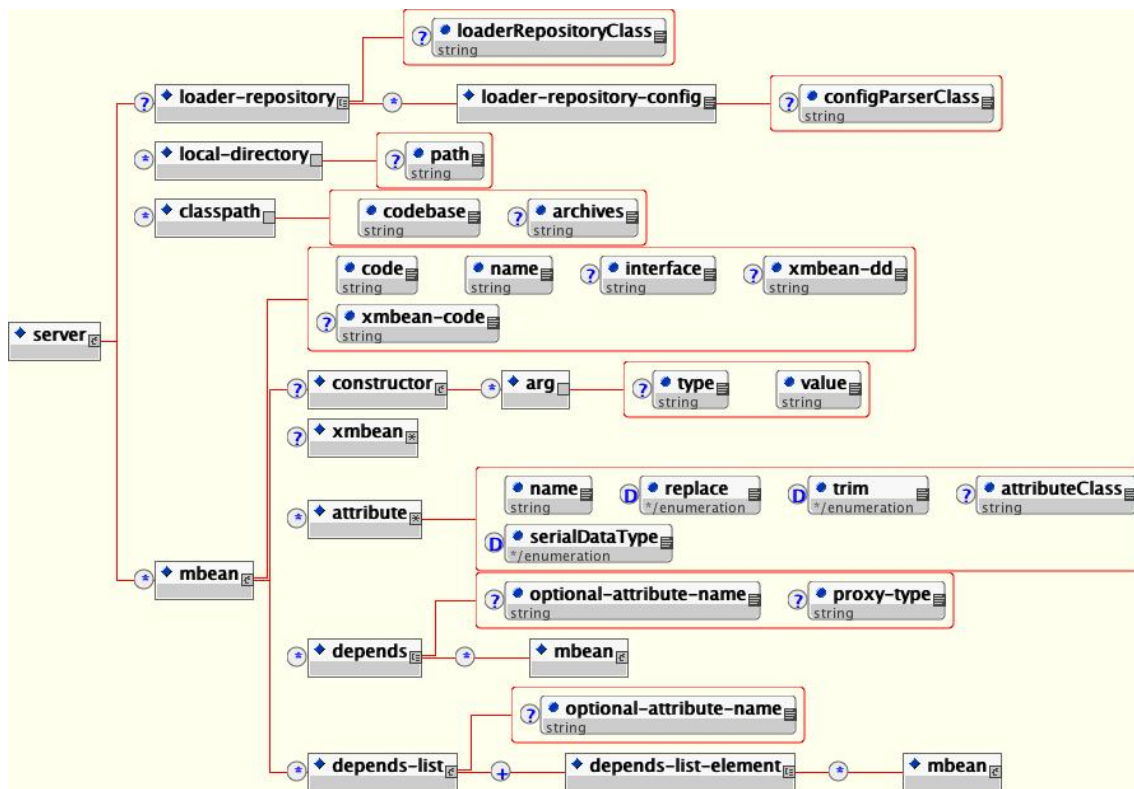 loaderRepositoryClass
string
? loader-repository * loader-repository-config ? configParserClass
string
* local-directory ? path
string
* classpath codebase ? archives
string string
code name ? interface ? xmbean-dd
string string string string
? xmbean-code
string
server
? constructor * arg ? type value
string string
? xmbean
name D replace D trim ? attributeClass
string */enumeration */enumeration string
* attribute
D serialDataType
*/enumeration
* mbean
? optional-attribute-name ? proxy-type
string string
* depends * mbean
? optional-attribute-name
string
* depends-list + depends-list-element * mbean